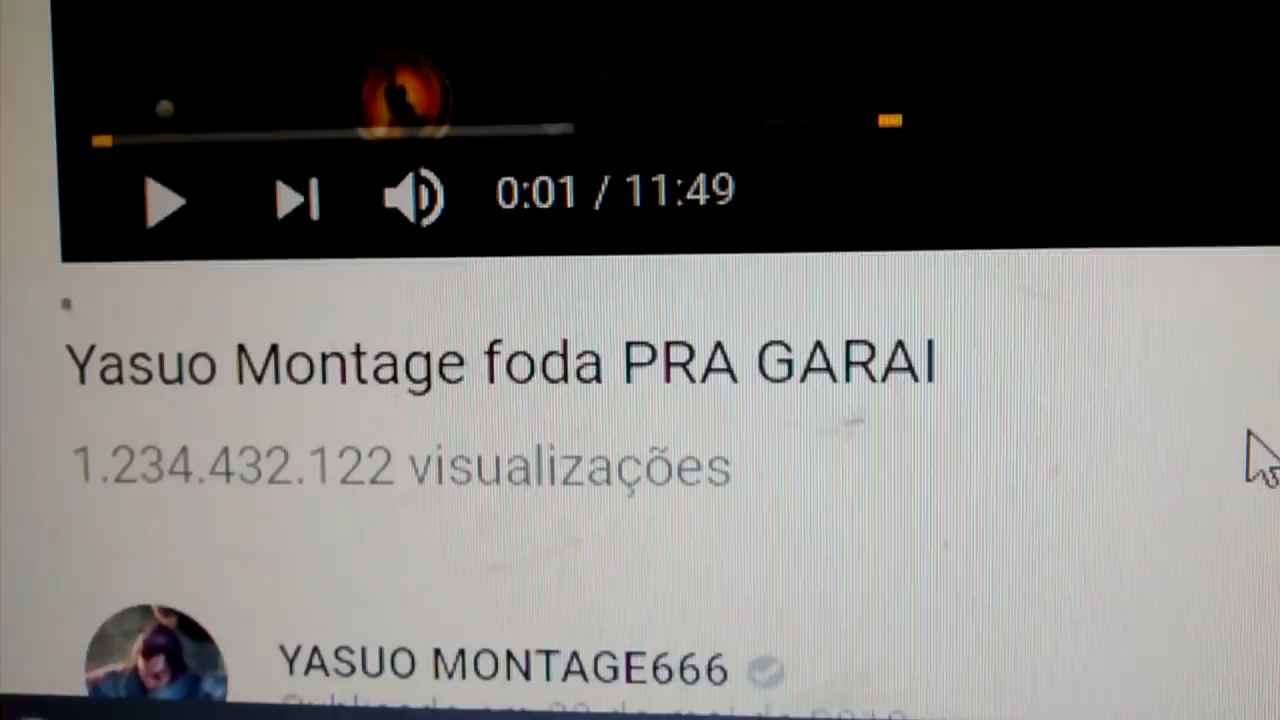 0:01 / 11:49
Yasuo Montage foda PRA GARAI
1.234.432.122 visualizações
YASUO MONTAGE666